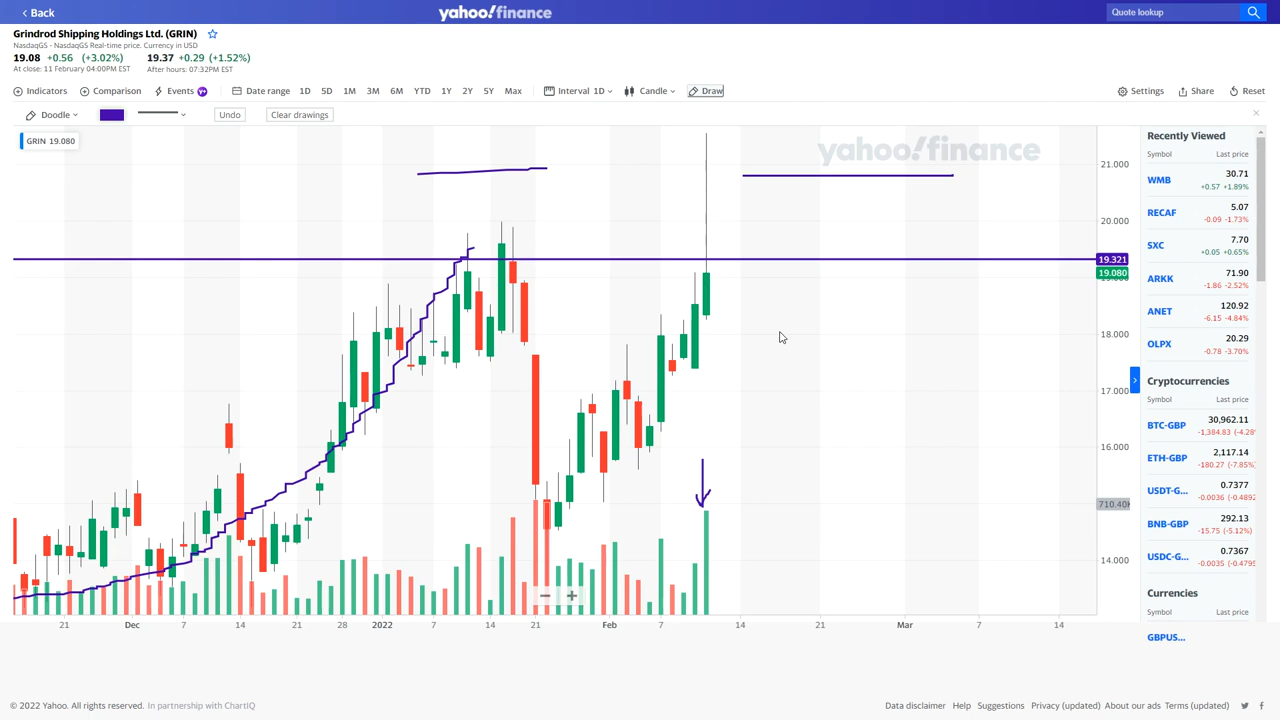 Back
yahoo!finance
Quote lookup
Grindrod Shipping Holdings Ltd. (GRIN)
NasdaqGS - NasdaqGS Real-time price. Currency in USD
19.08 +0.56 (+3.02%) 19.37 +0.29 (+1.52%)
At close: 11 February 04:00PM EST After hours: 07:32PM EST
Indicators Comparison Events Y+ Date range 1D 5D 1M 3M 6M YTD 1Y 2Y 5Y Max Interval 1D Candle Draw Settings Share Reset
Doodle Undo Clear drawings
GRIN 19.080
yahoo!finance
21.000
20.000
19.321
19.080
18.000
17.000
16.000
710.40K
14.000
21 Dec 7 14 21 28 2022 7 14 21 Feb 7 14 21 Mar 7 14
Recently Viewed
Symbol Last price
WMB 30.71
+0.57 +1.89%
RECAF 5.07
-0.09 -1.73%
SXC 7.70
+0.05 +0.65%
ARKK 71.90
-1.86 -2.52%
ANET 120.92
-6.15 -4.84%
OLPX 20.29
-0.78 -3.70%
Cryptocurrencies
Symbol Last price
BTC-GBP 30,962.11
-1,384.83 (-4.28
ETH-GBP 2,117.14
-180.27 (-7.85%)
USDT-G... 0.7377
-0.0036 (-0.4892
BNB-GBP 292.13
-15.75 (-5.12%)
USDC-G... 0.7367
-0.0035 (-0.4795
Currencies
Symbol Last price
GBPUS...
© 2022 Yahoo. All rights reserved. In partnership with ChartIQ
Data disclaimer Help Suggestions Privacy (updated) About our ads Terms (updated)